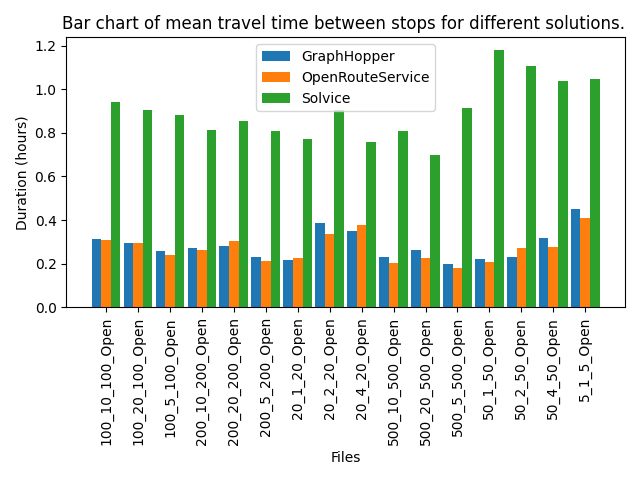 Bar chart of mean travel time between stops for different solutions.
GraphHopper
OpenRouteService
Solvice
Duration (hours)
1.2
1.0
0.8
0.6
0.4
0.2
0.0
100_10_100_Open
100_20_100_Open
100_5_100_Open
200_10_200_Open
200_20_200_Open
200_5_200_Open
20_1_20_Open
20_2_20_Open
20_4_20_Open
500_10_500_Open
500_20_500_Open
500_5_500_Open
50_1_50_Open
50_2_50_Open
50_4_50_Open
5_1_5_Open
Files